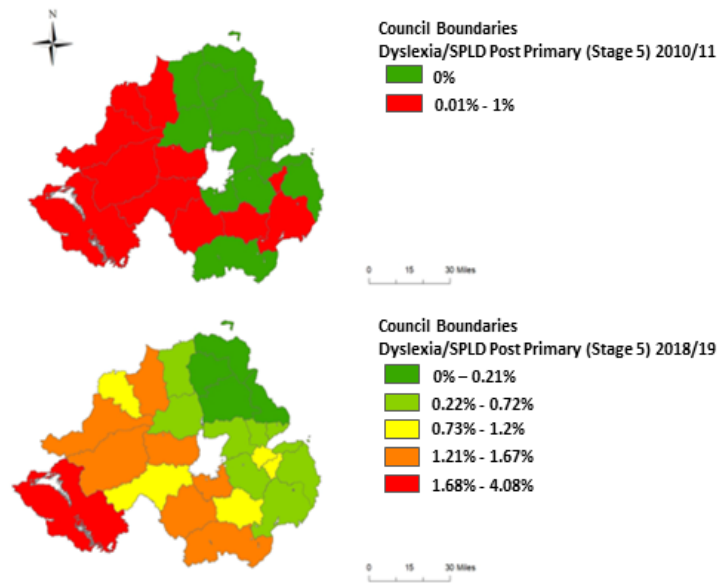 N
Council Boundaries
Dyslexia/SPLD Post Primary (Stage 5) 2010/11
0%
0.01% - 1%
0 15 30 Miles
Council Boundaries
Dyslexia/SPLD Post Primary (Stage 5) 2018/19
0% – 0.21%
0.22% - 0.72%
0.73% - 1.2%
1.21% - 1.67%
1.68% - 4.08%
0 15 30 Miles